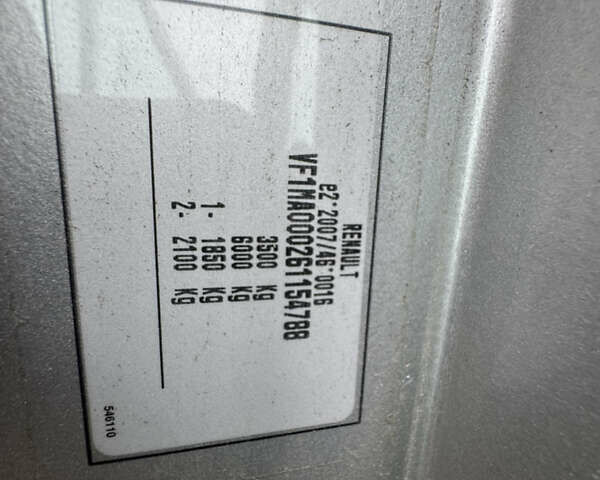 RENAULT
e2*2007/46*0016
VF1MA000261154788
3500 Kg
6000 Kg
1- 1850 Kg
2- 2100 Kg
546110